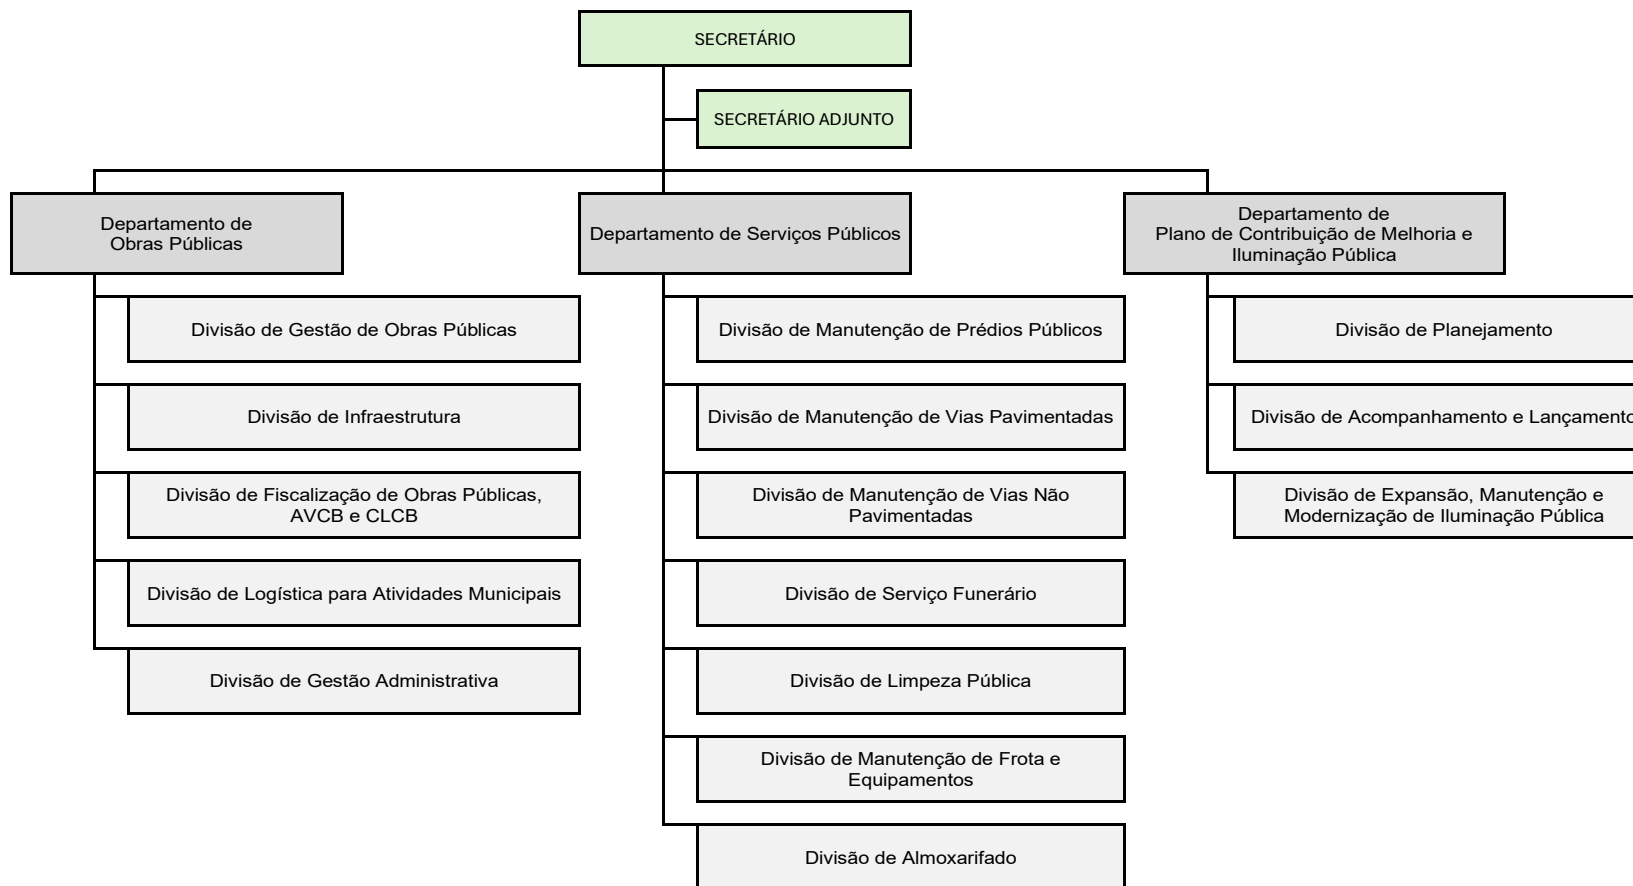 SECRETÁRIO
SECRETÁRIO ADJUNTO
Departamento de
Obras Públicas
Divisão de Gestão de Obras Públicas
Divisão de Infraestrutura
Divisão de Fiscalização de Obras Públicas,
AVCB e CLCB
Divisão de Logística para Atividades Municipais
Divisão de Gestão Administrativa
Departamento de Serviços Públicos
Divisão de Manutenção de Prédios Públicos
Divisão de Manutenção de Vias Pavimentadas
Divisão de Manutenção de Vias Não
Pavimentadas
Divisão de Serviço Funerário
Divisão de Limpeza Pública
Divisão de Manutenção de Frota e
Equipamentos
Divisão de Almoxarifado
Departamento de
Plano de Contribuição de Melhoria e
Iluminação Pública
Divisão de Planejamento
Divisão de Acompanhamento e Lançamento
Divisão de Expansão, Manutenção e
Modernização de Iluminação Pública